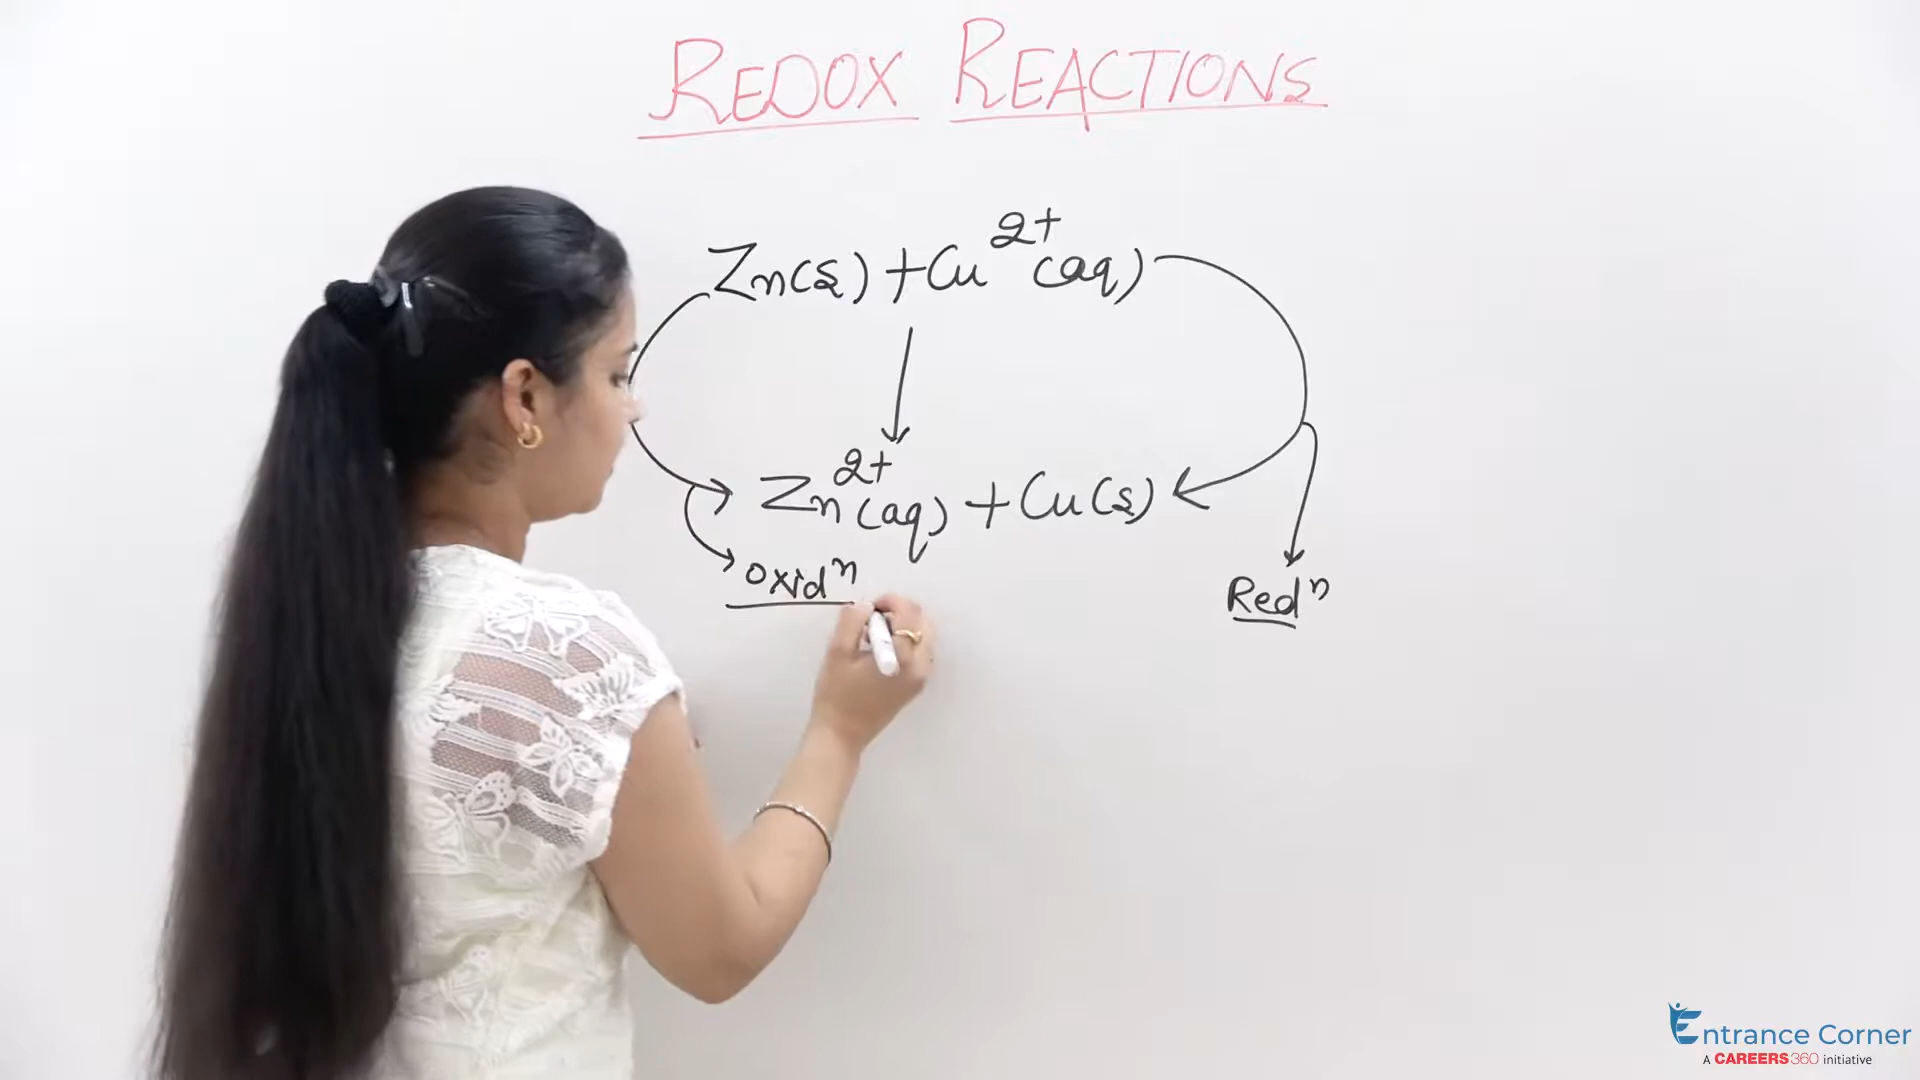 REDOX REACTIONS
Zn(s) + Cu²⁺(aq)
Zn²⁺(aq) + Cu(s)
Oxidⁿ
Redⁿ
Entrance Corner
A CAREERS360 initiative